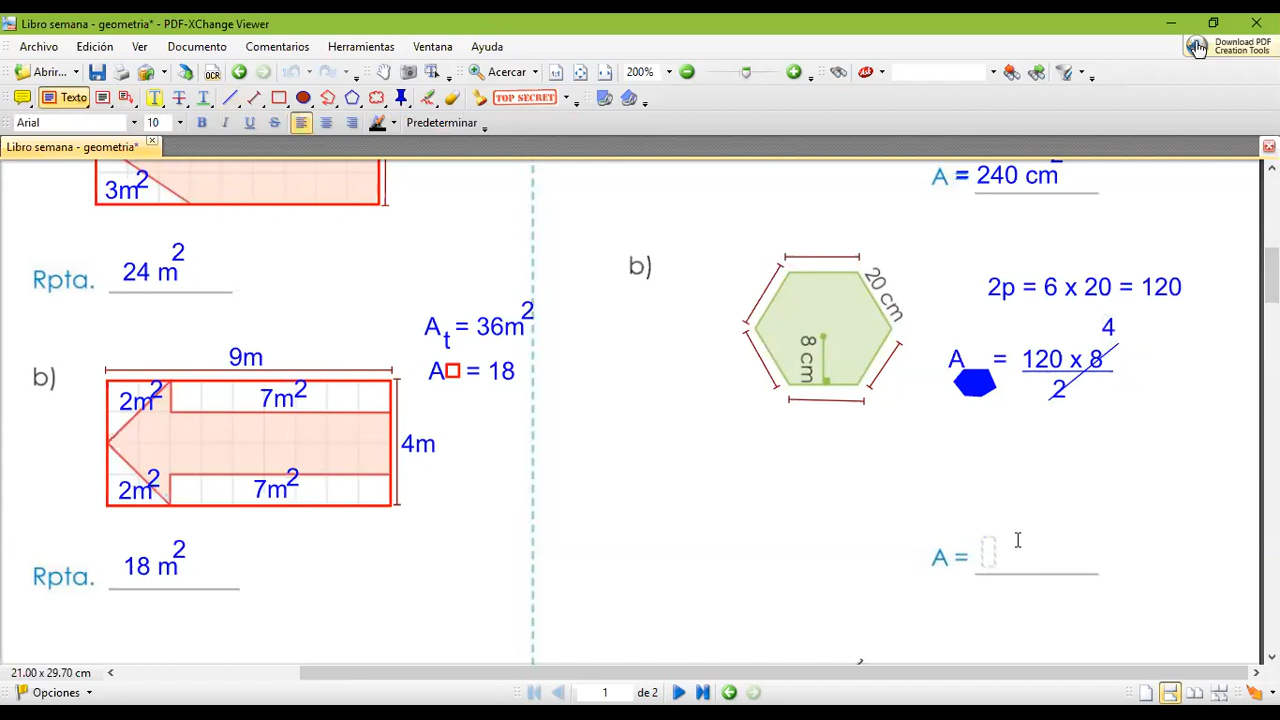 Libro semana - geometria* - PDF-XChange Viewer
Archivo Edición Ver Documento Comentarios Herramientas Ventana Ayuda
Download PDF
Creation Tools
Abrir... OCR Acercar 200%
Texto TOP SECRET
Arial 10 B I U Predeterminar
Libro semana - geometria*
3m2
Rpta. 24 m2
b)
9m
2m2 7m2
4m
2m2 7m2
At = 36m2
A = 18
Rpta. 18 m2
A = 240 cm2
b)
20 cm
8 cm
2p = 6 x 20 = 120
4
A = 120 x 8
2
A =
21.00 x 29.70 cm
Opciones 1 de 2